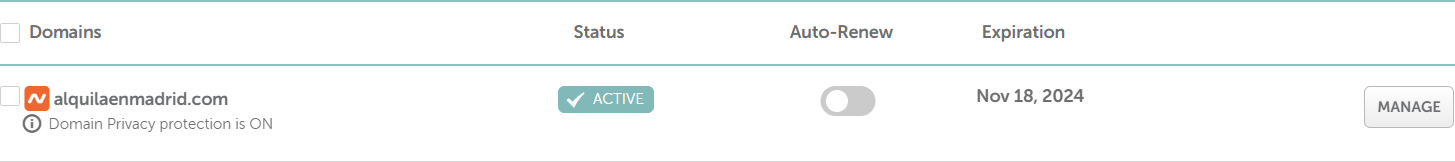 Domains Status Auto-Renew Expiration
alquilaenmadrid.com ACTIVE Nov 18, 2024 MANAGE
Domain Privacy protection is ON